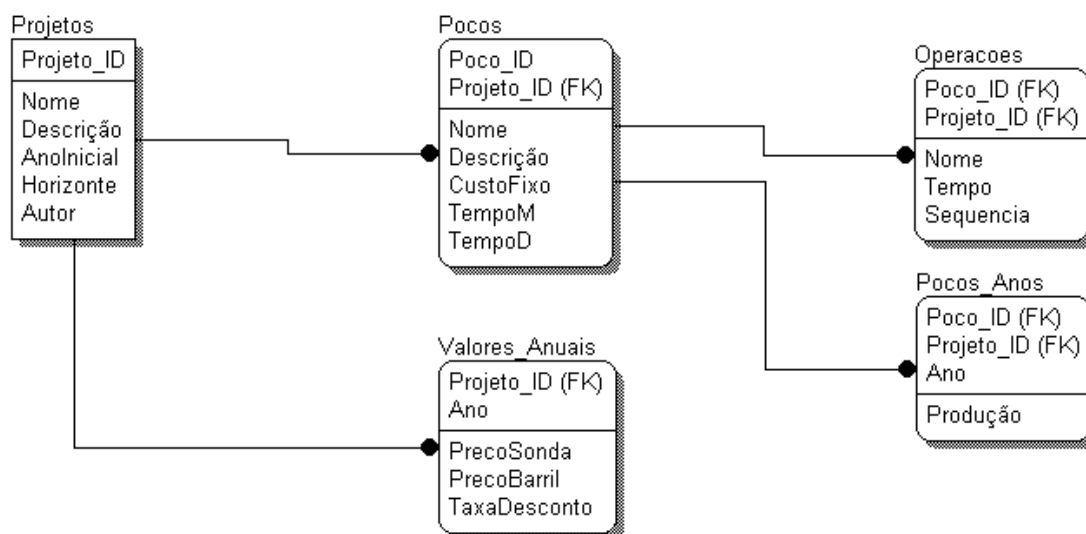 Projetos
Projeto_ID
Nome
Descrição
AnoInicial
Horizonte
Autor
Pocos
Poco_ID
Projeto_ID (FK)
Nome
Descrição
CustoFixo
TempoM
TempoD
Operacoes
Poco_ID (FK)
Projeto_ID (FK)
Nome
Tempo
Sequencia
Pocos_Anos
Poco_ID (FK)
Projeto_ID (FK)
Ano
Produção
Valores_Anuais
Projeto_ID (FK)
Ano
PrecoSonda
PrecoBarril
TaxaDesconto